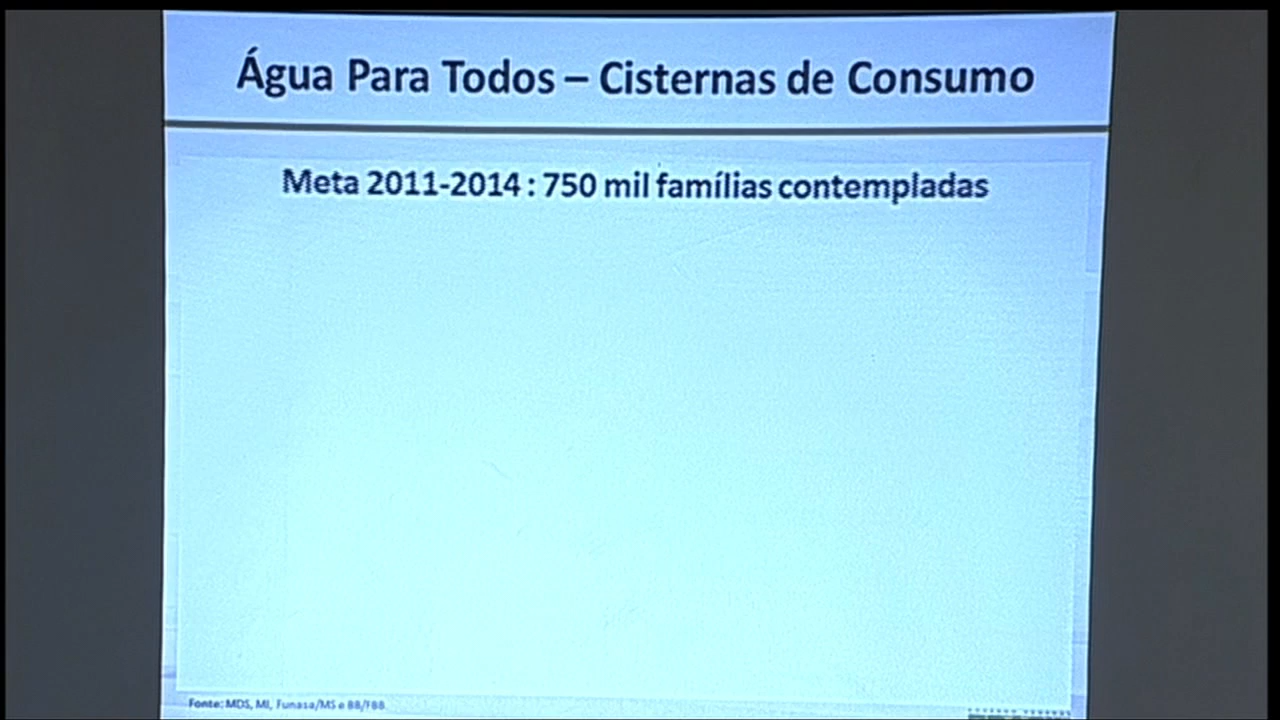 Água Para Todos – Cisternas de Consumo
Meta 2011-2014 : 750 mil famílias contempladas
Fonte: MDS, MI, Funasa/MS e BB/FBB